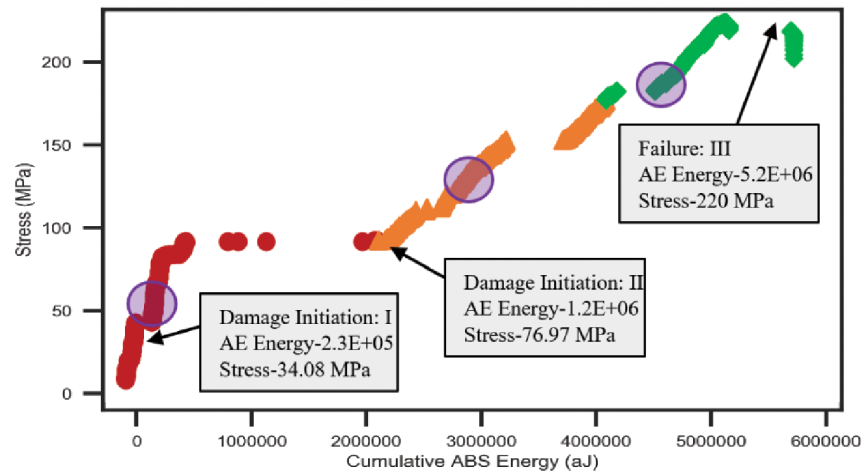 200
150
100
50
0
Stress (MPa)
Failure: III
AE Energy-5.2E+06
Stress-220 MPa
Damage Initiation: II
AE Energy-1.2E+06
Stress-76.97 MPa
Damage Initiation: I
AE Energy-2.3E+05
Stress-34.08 MPa
0 1000000 2000000 3000000 4000000 5000000 6000000
Cumulative ABS Energy (aJ)